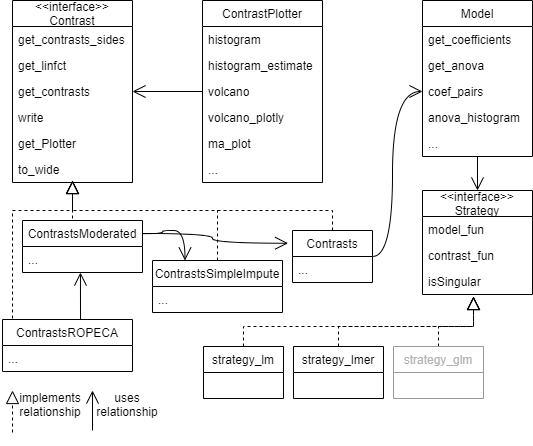 <<interface>>
Contrast
get_contrasts_sides
get_linfct
get_contrasts
write
get_Plotter
to_wide
ContrastPlotter
histogram
histogram_estimate
volcano
volcano_plotly
ma_plot
...
Model
get_coefficients
get_anova
coef_pairs
anova_histogram
...
<<interface>>
Strategy
model_fun
contrast_fun
isSingular
ContrastsModerated
...
ContrastsSimpleImpute
...
Contrasts
...
ContrastsROPECA
...
strategy_lm
strategy_lmer
strategy_glm
implements
relationship
uses
relationship